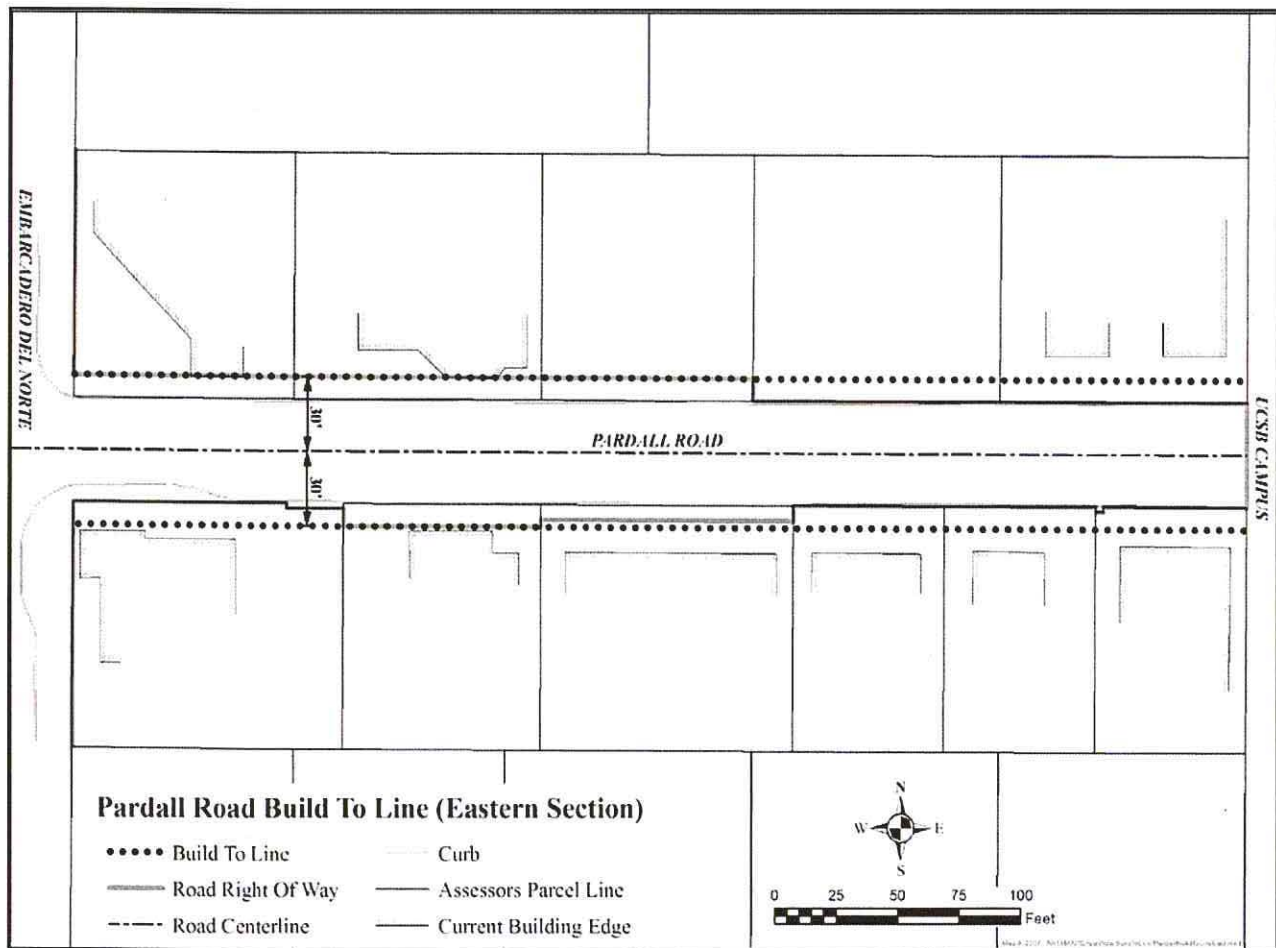 EMBARCADERO DEL NORTE
30'
PARDALL ROAD
30'
UCSB CAMPUS
Pardall Road Build To Line (Eastern Section)
Build To Line
Curb
Road Right Of Way
Assessors Parcel Line
Road Centerline
Current Building Edge
N
W
E
S
0 25 50 75 100
Feet